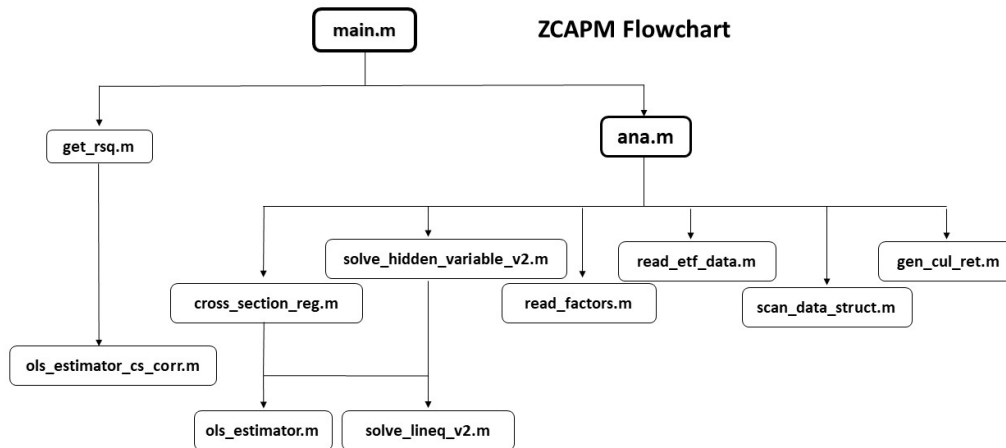 main.m
ZCAPM Flowchart
get_rsq.m
ana.m
solve_hidden_variable_v2.m
read_etf_data.m
gen_cul_ret.m
cross_section_reg.m
read_factors.m
scan_data_struct.m
ols_estimator_cs_corr.m
ols_estimator.m
solve_lineq_v2.m